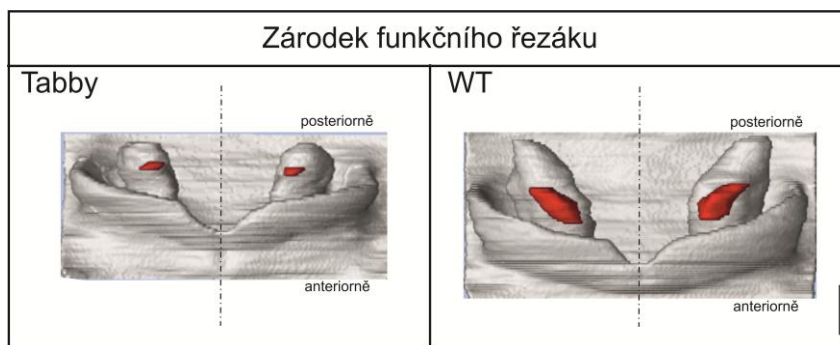 Zárodek funkčního řezáku
Tabby
posteriorně
anteriorně
WT
posteriorně
anteriorně